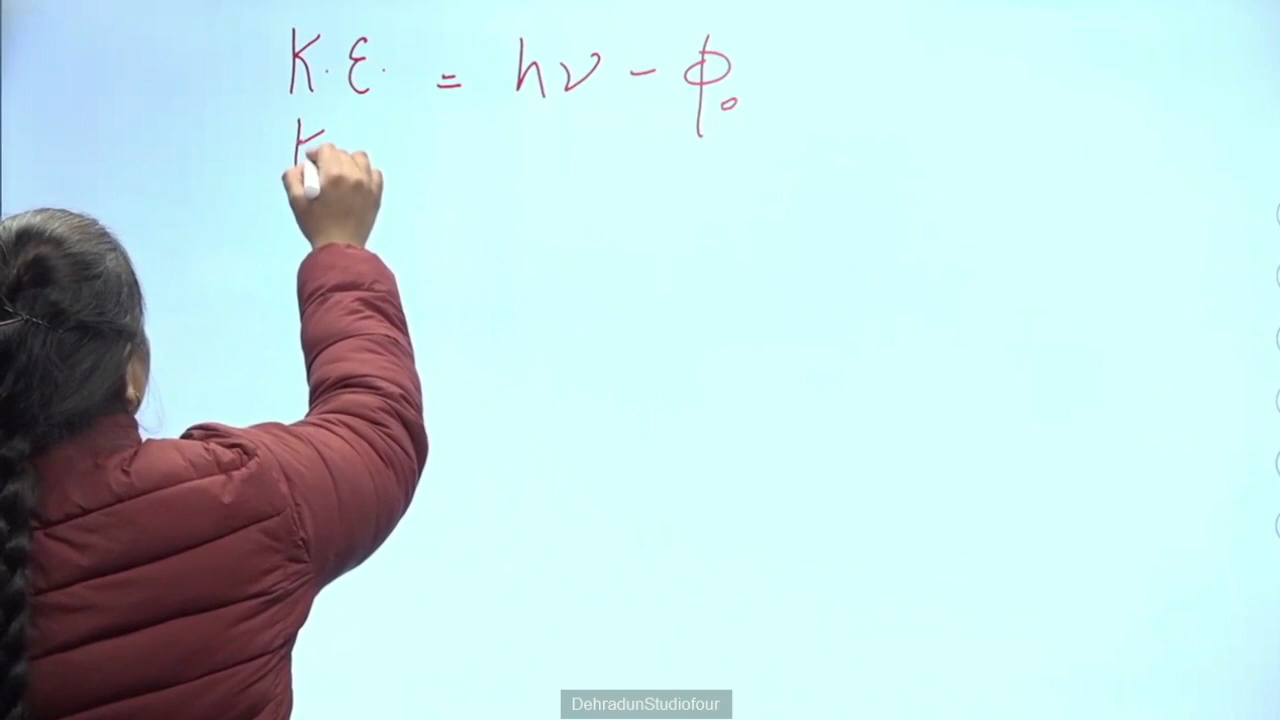 K.E. = hν - ϕ₀
K
DehradunStudiofour